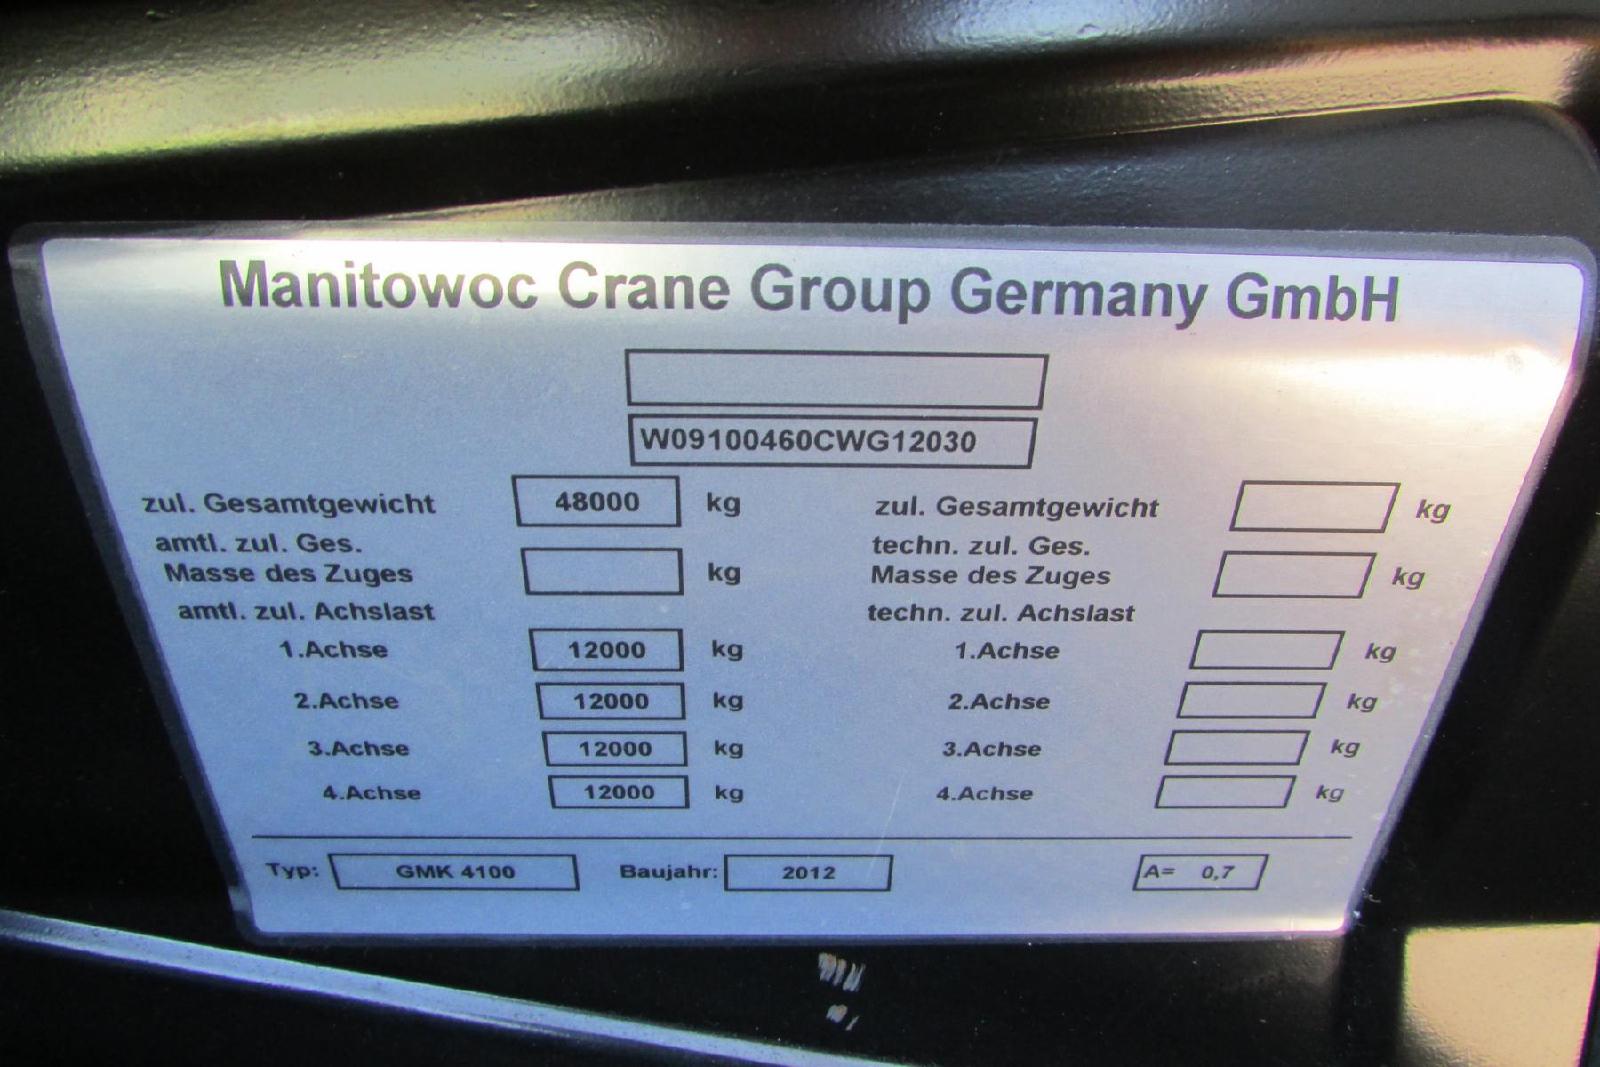 Manitowoc Crane Group Germany GmbH
W09100460CWG12030
zul. Gesamtgewicht 48000 kg zul. Gesamtgewicht kg
amtl. zul. Ges. techn. zul. Ges.
Masse des Zuges kg Masse des Zuges kg
amtl. zul. Achslast techn. zul. Achslast
1.Achse 12000 kg 1.Achse kg
2.Achse 12000 kg 2.Achse kg
3.Achse 12000 kg 3.Achse kg
4.Achse 12000 kg 4.Achse kg
Typ: GMK 4100 Baujahr: 2012 A= 0,7